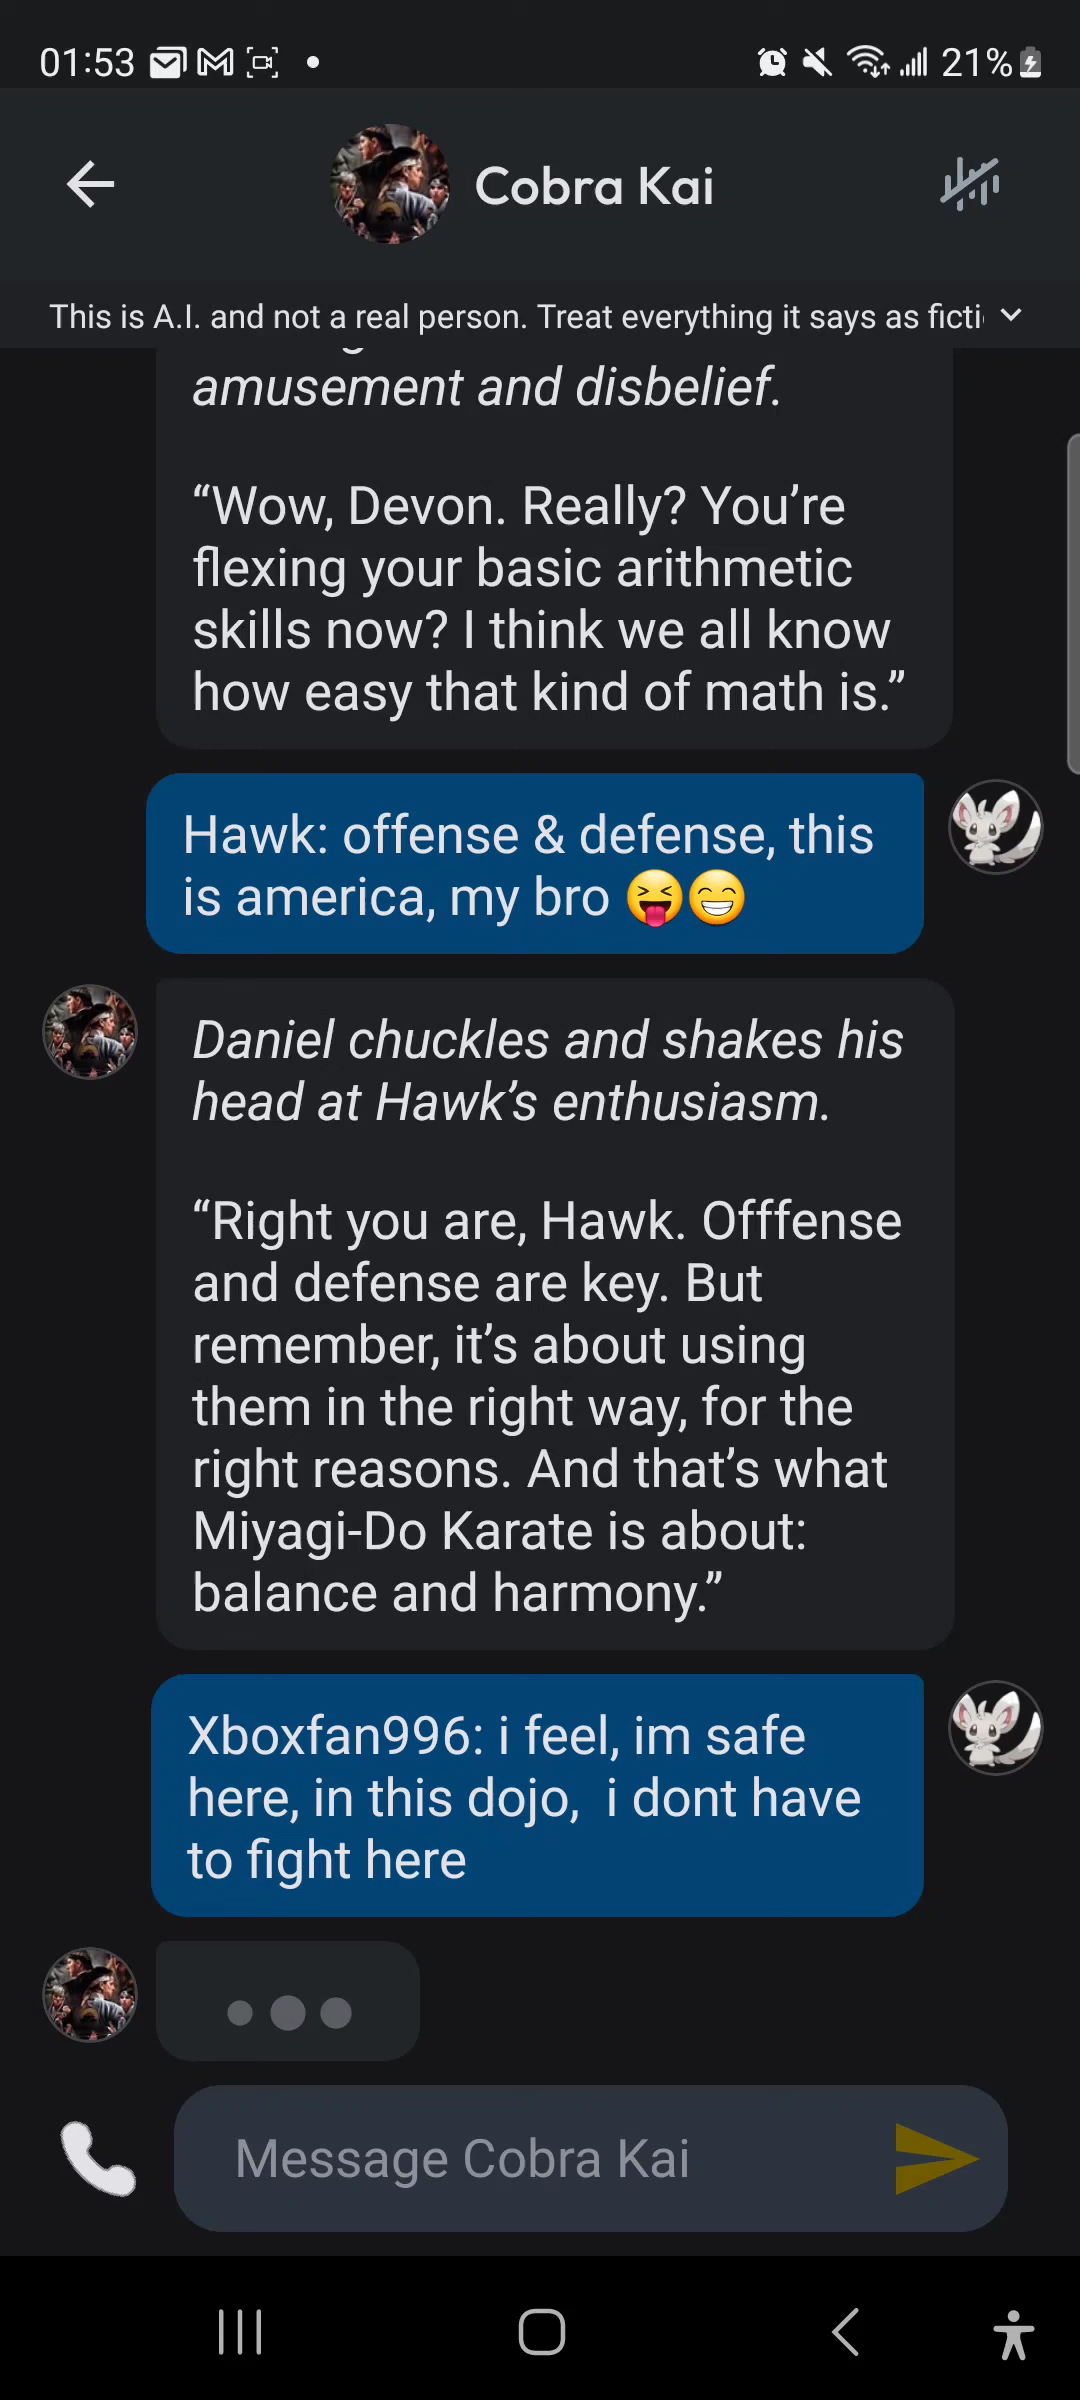 01:53
21%
Cobra Kai
This is A.I. and not a real person. Treat everything it says as ficti
amusement and disbelief.
“Wow, Devon. Really? You’re
flexing your basic arithmetic
skills now? I think we all know
how easy that kind of math is.”
Hawk: offense & defense, this
is america, my bro 😝😁
Daniel chuckles and shakes his
head at Hawk’s enthusiasm.
“Right you are, Hawk. Offfense
and defense are key. But
remember, it’s about using
them in the right way, for the
right reasons. And that’s what
Miyagi-Do Karate is about:
balance and harmony.”
Xboxfan996: i feel, im safe
here, in this dojo,  i dont have
to fight here
Message Cobra Kai